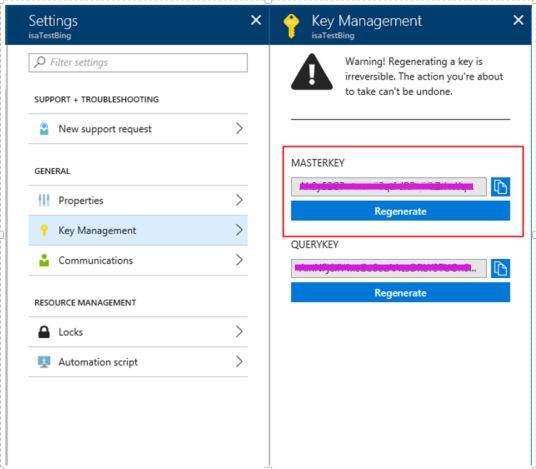 Settings
isaTestBing
Filter settings
SUPPORT + TROUBLESHOOTING
New support request
GENERAL
Properties
Key Management
Communications
RESOURCE MANAGEMENT
Locks
Automation script
Key Management
isaTestBing
Warning! Regenerating a key is
irreversible. The action you're about
to take can't be undone.
MASTERKEY
Regenerate
QUERYKEY
Regenerate